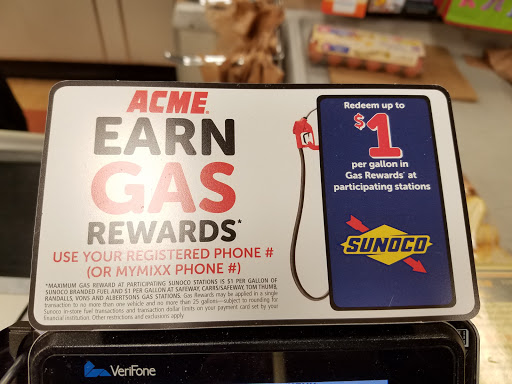 ACME
EARN
GAS
REWARDS*
USE YOUR REGISTERED PHONE #
(OR MYMIXX PHONE #)
*MAXIMUM GAS REWARD AT PARTICIPATING SUNOCO STATIONS IS $1 PER GALLON OF
SUNOCO BRANDED FUEL AND $1 PER GALLON AT SAFEWAY, CARRS/SAFEWAY, TOM THUMB,
RANDALLS, VONS AND ALBERTSONS GAS STATIONS. Gas Rewards may be applied in a single
transaction to no more than one vehicle and no more than 25 gallons—subject to rounding for
Sunoco in-store fuel transactions and transaction dollar limits on your payment card set by your
financial institution. Other restrictions and exclusions apply.
Redeem up to
$1
per gallon in
Gas Rewards* at
participating stations
SUNOCO
VeriFone